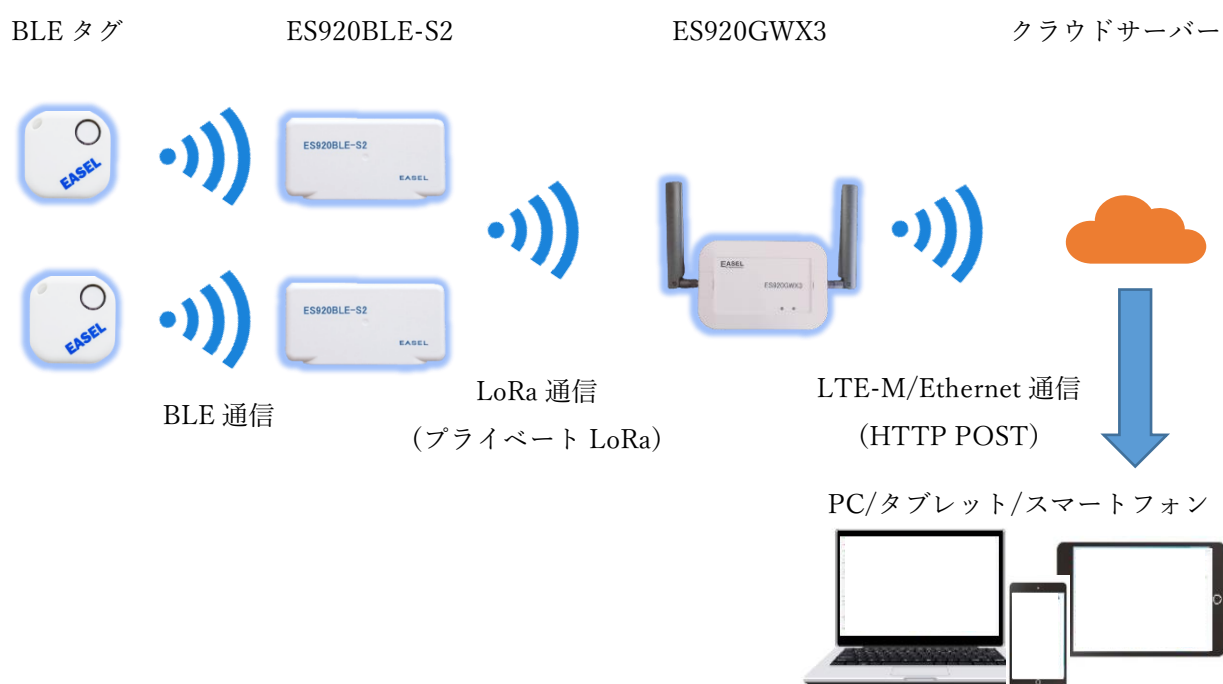 BLE タグ
ES920BLE-S2
ES920GWX3
クラウドサーバー
EASEL
ES920BLE-S2
EASEL
EASEL
ES920GWX3
EASEL
ES920BLE-S2
EASEL
BLE 通信
LoRa 通信
(プライベート LoRa)
LTE-M/Ethernet 通信
(HTTP POST)
PC/タブレット/スマートフォン